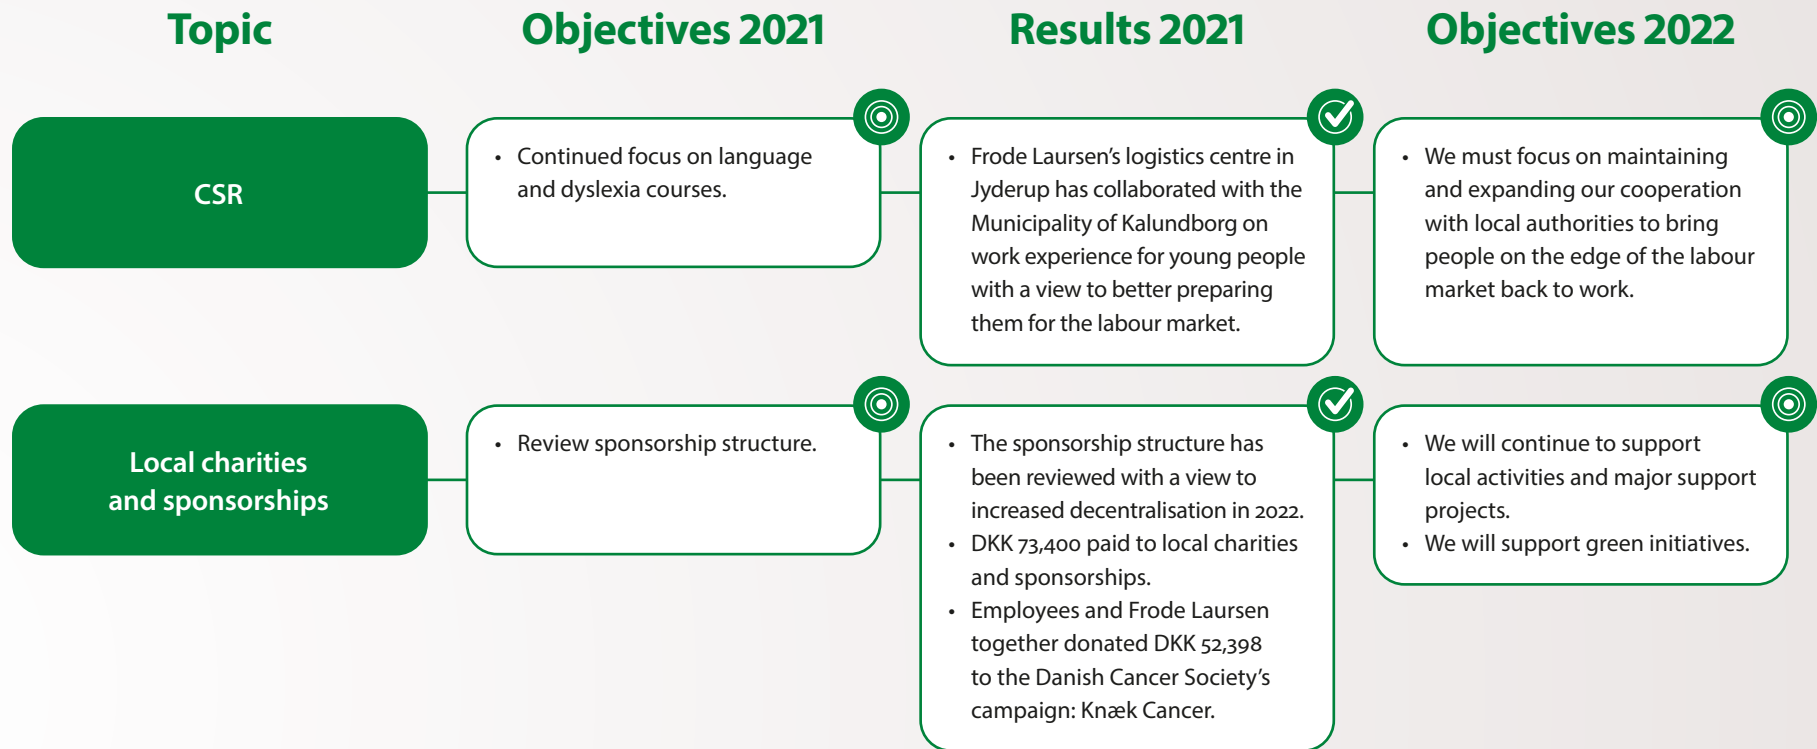 Topic
Objectives 2021
Results 2021
Objectives 2022
CSR
• Continued focus on language
and dyslexia courses.
• Frode Laursen’s logistics centre in
Jyderup has collaborated with the
Municipality of Kalundborg on
work experience for young people
with a view to better preparing
them for the labour market.
• We must focus on maintaining
and expanding our cooperation
with local authorities to bring
people on the edge of the labour
market back to work.
Local charities
and sponsorships
• Review sponsorship structure.
• The sponsorship structure has
been reviewed with a view to
increased decentralisation in 2022.
• DKK 73,400 paid to local charities
and sponsorships.
• Employees and Frode Laursen
together donated DKK 52,398
to the Danish Cancer Society’s
campaign: Knæk Cancer.
• We will continue to support
local activities and major support
projects.
• We will support green initiatives.